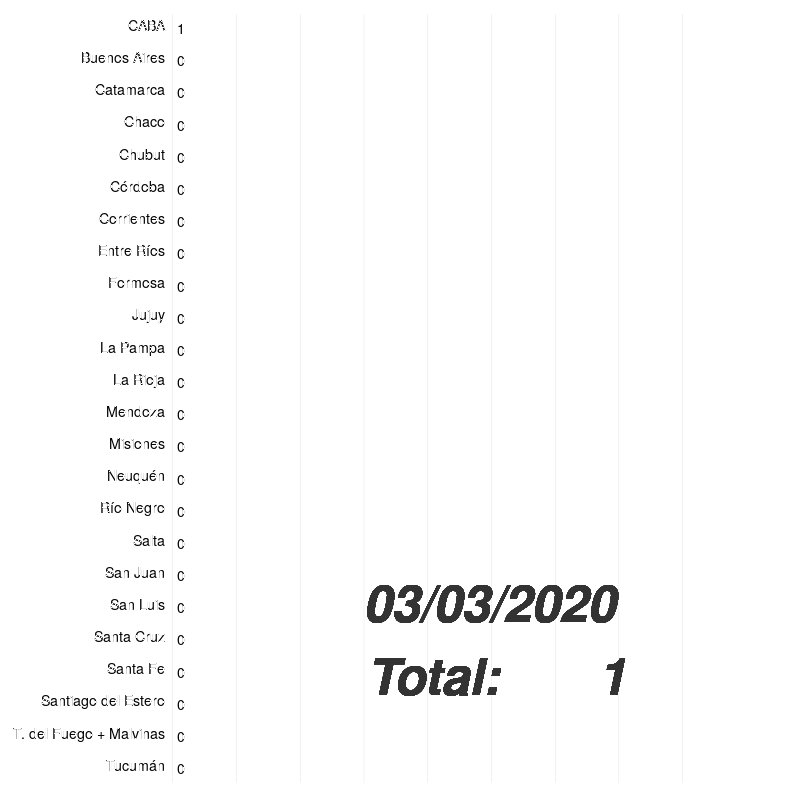 CABA 1
Buenos Aires 0
Catamarca 0
Chaco 0
Chubut 0
Córdoba 0
Corrientes 0
Entre Ríos 0
Formosa 0
Jujuy 0
La Pampa 0
La Rioja 0
Mendoza 0
Misiones 0
Neuquén 0
Río Negro 0
Salta 0
San Juan 0
San Luis 0
Santa Cruz 0
Santa Fe 0
Santiago del Estero 0
T. del Fuego + Malvinas 0
Tucumán 0
03/03/2020
Total: 1